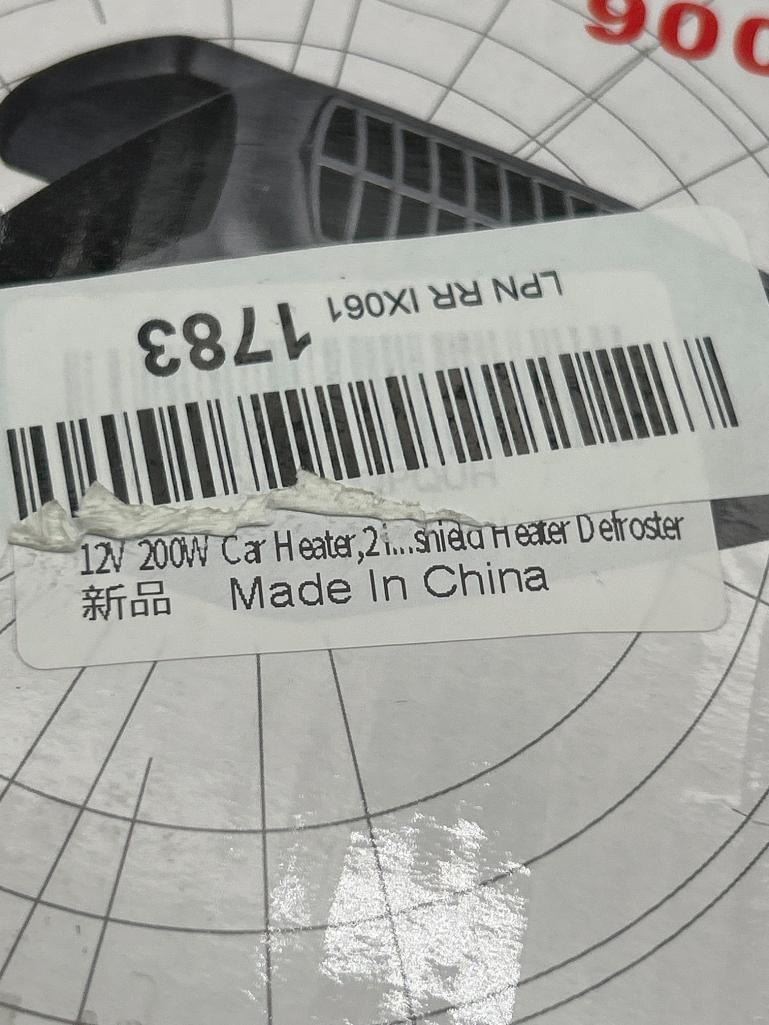 900
LPN RR IX061 1783
12V 200W Car Heater,2 i...shield Heater Defroster
新品 Made In China